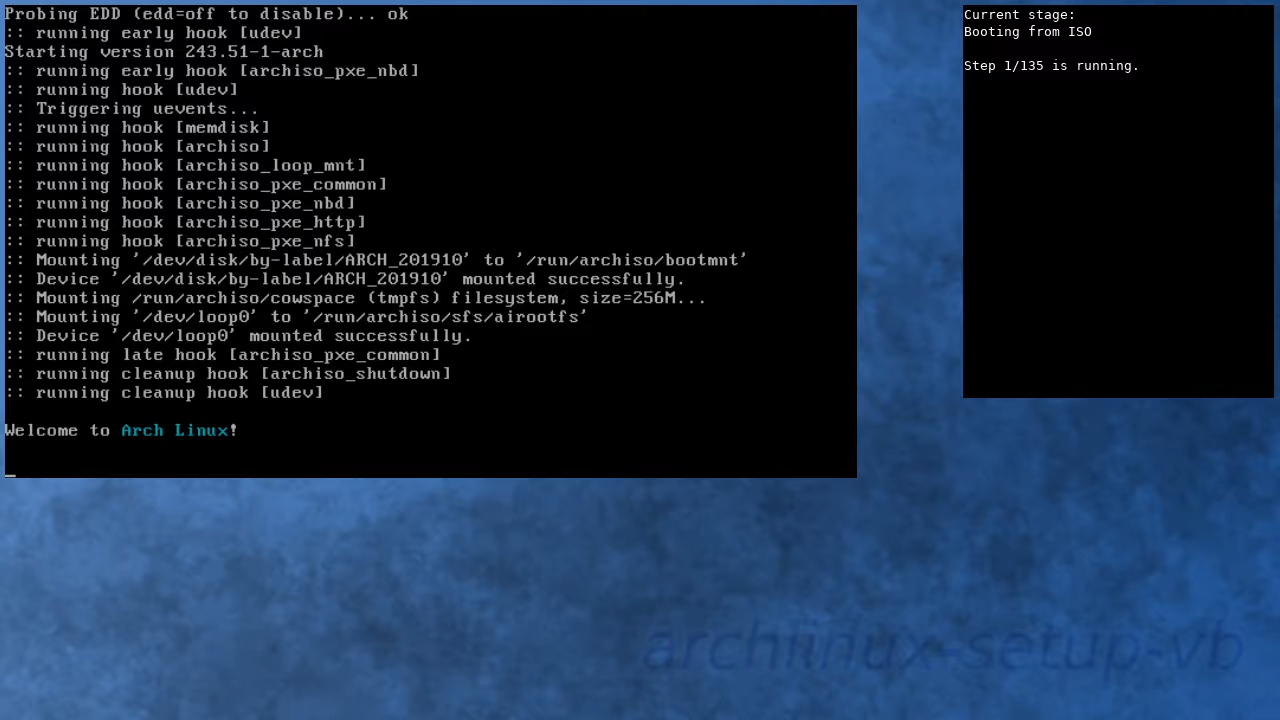 Probing EDD (edd=off to disable)... ok
:: running early hook [udev]
Starting version 243.51-1-arch
:: running early hook [archiso_pxe_nbd]
:: running hook [udev]
:: Triggering uevents...
:: running hook [memdisk]
:: running hook [archiso]
:: running hook [archiso_loop_mnt]
:: running hook [archiso_pxe_common]
:: running hook [archiso_pxe_nbd]
:: running hook [archiso_pxe_http]
:: running hook [archiso_pxe_nfs]
:: Mounting '/dev/disk/by-label/ARCH_201910' to '/run/archiso/bootmnt'
:: Device '/dev/disk/by-label/ARCH_201910' mounted successfully.
:: Mounting /run/archiso/cowspace (tmpfs) filesystem, size=256M...
:: Mounting '/dev/loop0' to '/run/archiso/sfs/airootfs'
:: Device '/dev/loop0' mounted successfully.
:: running late hook [archiso_pxe_common]
:: running cleanup hook [archiso_shutdown]
:: running cleanup hook [udev]
Welcome to Arch Linux!
_
Current stage:
Booting from ISO
Step 1/135 is running.
archlinux-setup-vb